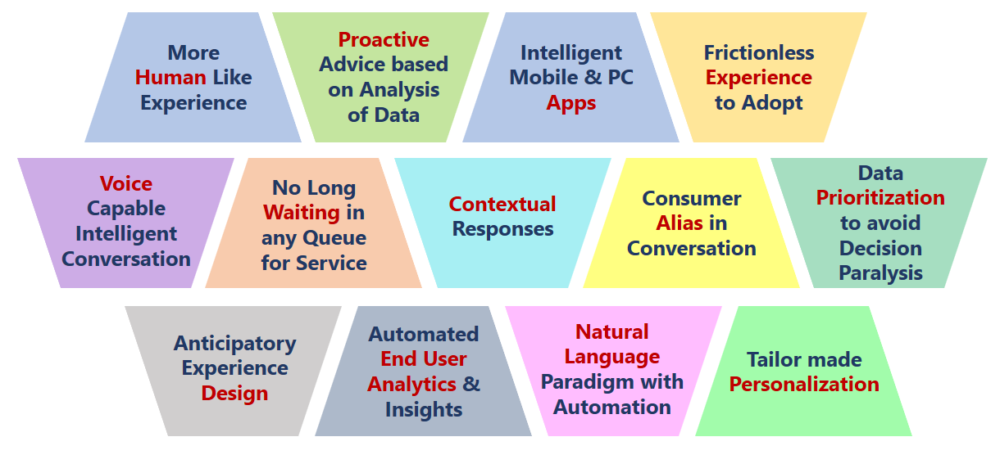 More
Human Like
Experience
Proactive
Advice based
on Analysis
of Data
Intelligent
Mobile & PC
Apps
Frictionless
Experience
to Adopt
Voice
Capable
Intelligent
Conversation
No Long
Waiting in
any Queue
for Service
Contextual
Responses
Consumer
Alias in
Conversation
Data
Prioritization
to avoid
Decision
Paralysis
Anticipatory
Experience
Design
Automated
End User
Analytics &
Insights
Natural
Language
Paradigm with
Automation
Tailor made
Personalization